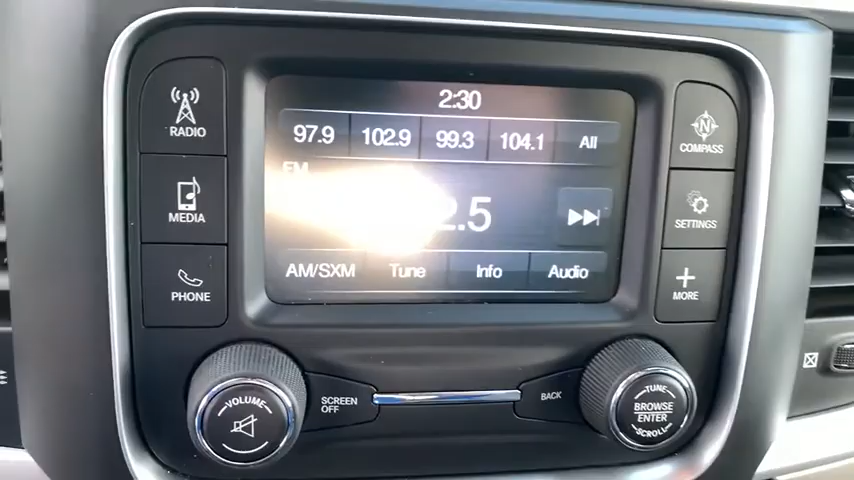 2:30
RADIO
97.9 102.9 99.3 104.1 All
COMPASS
FM
MEDIA
2.5
SETTINGS
AM/SXM Tune Info Audio
PHONE
MORE
SCREEN
OFF
BACK
VOLUME
TUNE
BROWSE
ENTER
SCROLL